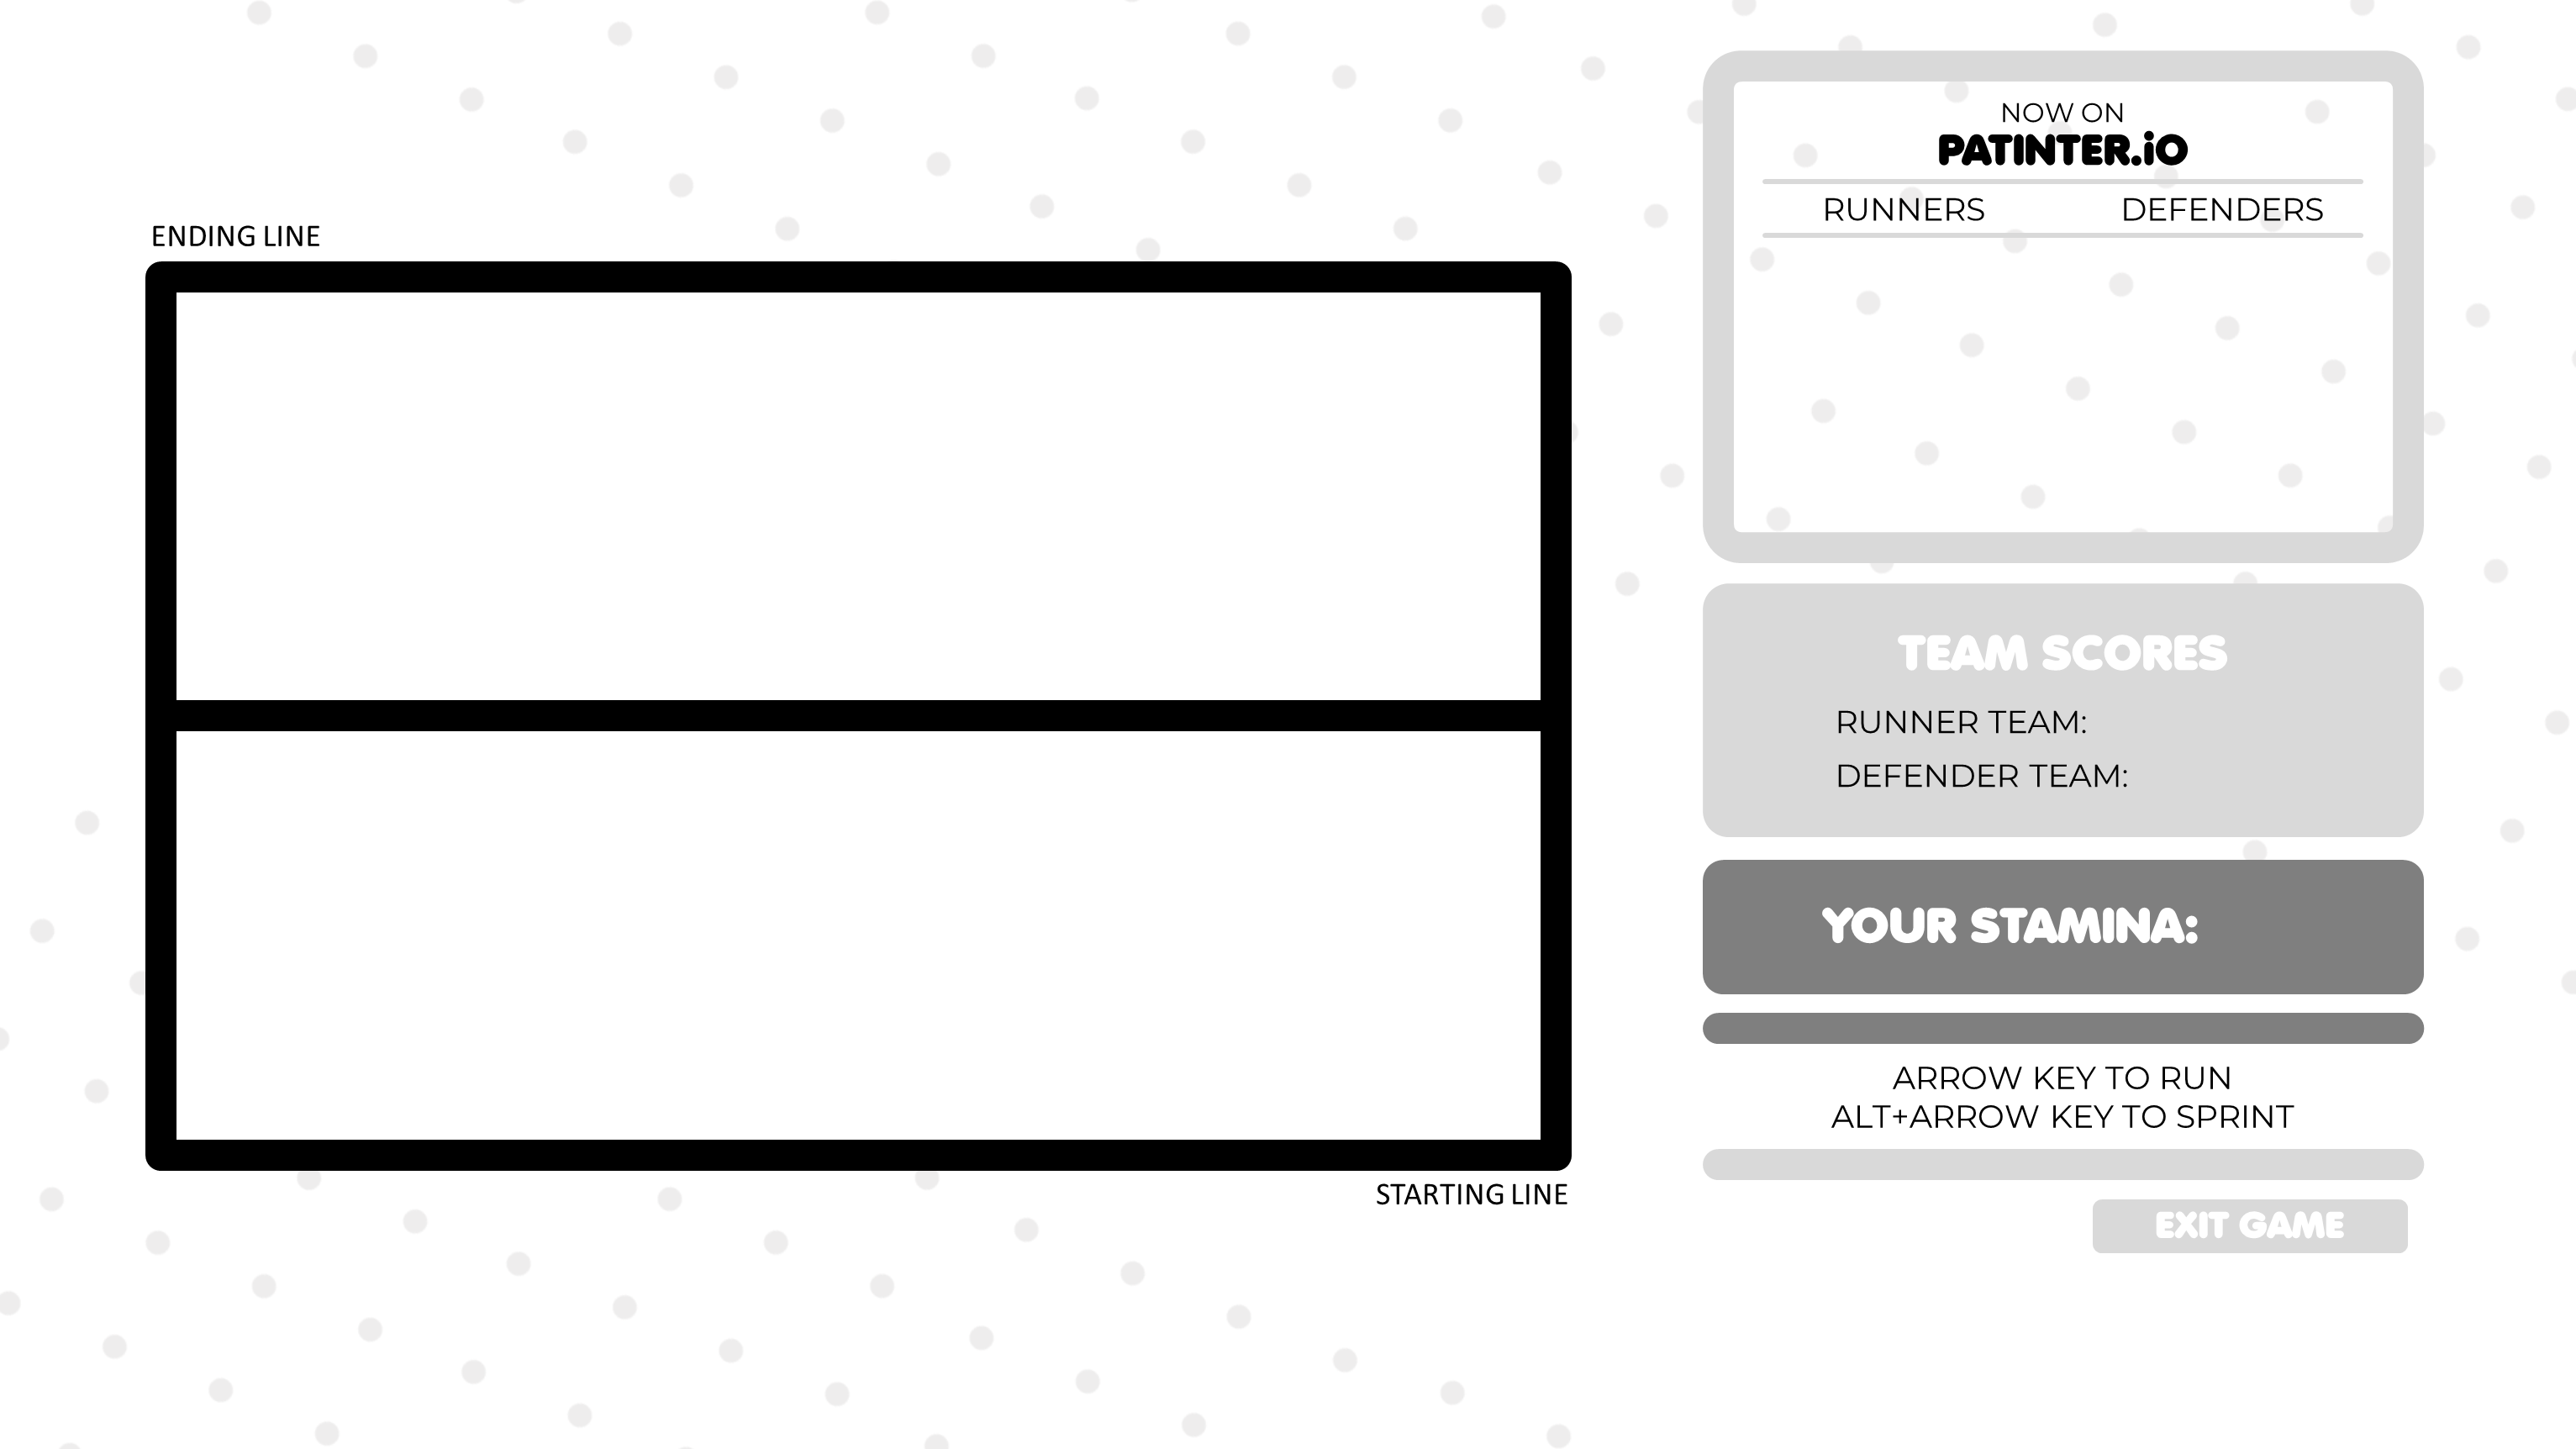 ENDING LINE
STARTING LINE
NOW ON
PATINTER.iO
RUNNERS DEFENDERS
TEAM SCORES
RUNNER TEAM:
DEFENDER TEAM:
YOUR STAMINA:
ARROW KEY TO RUN
ALT+ARROW KEY TO SPRINT
EXIT GAME